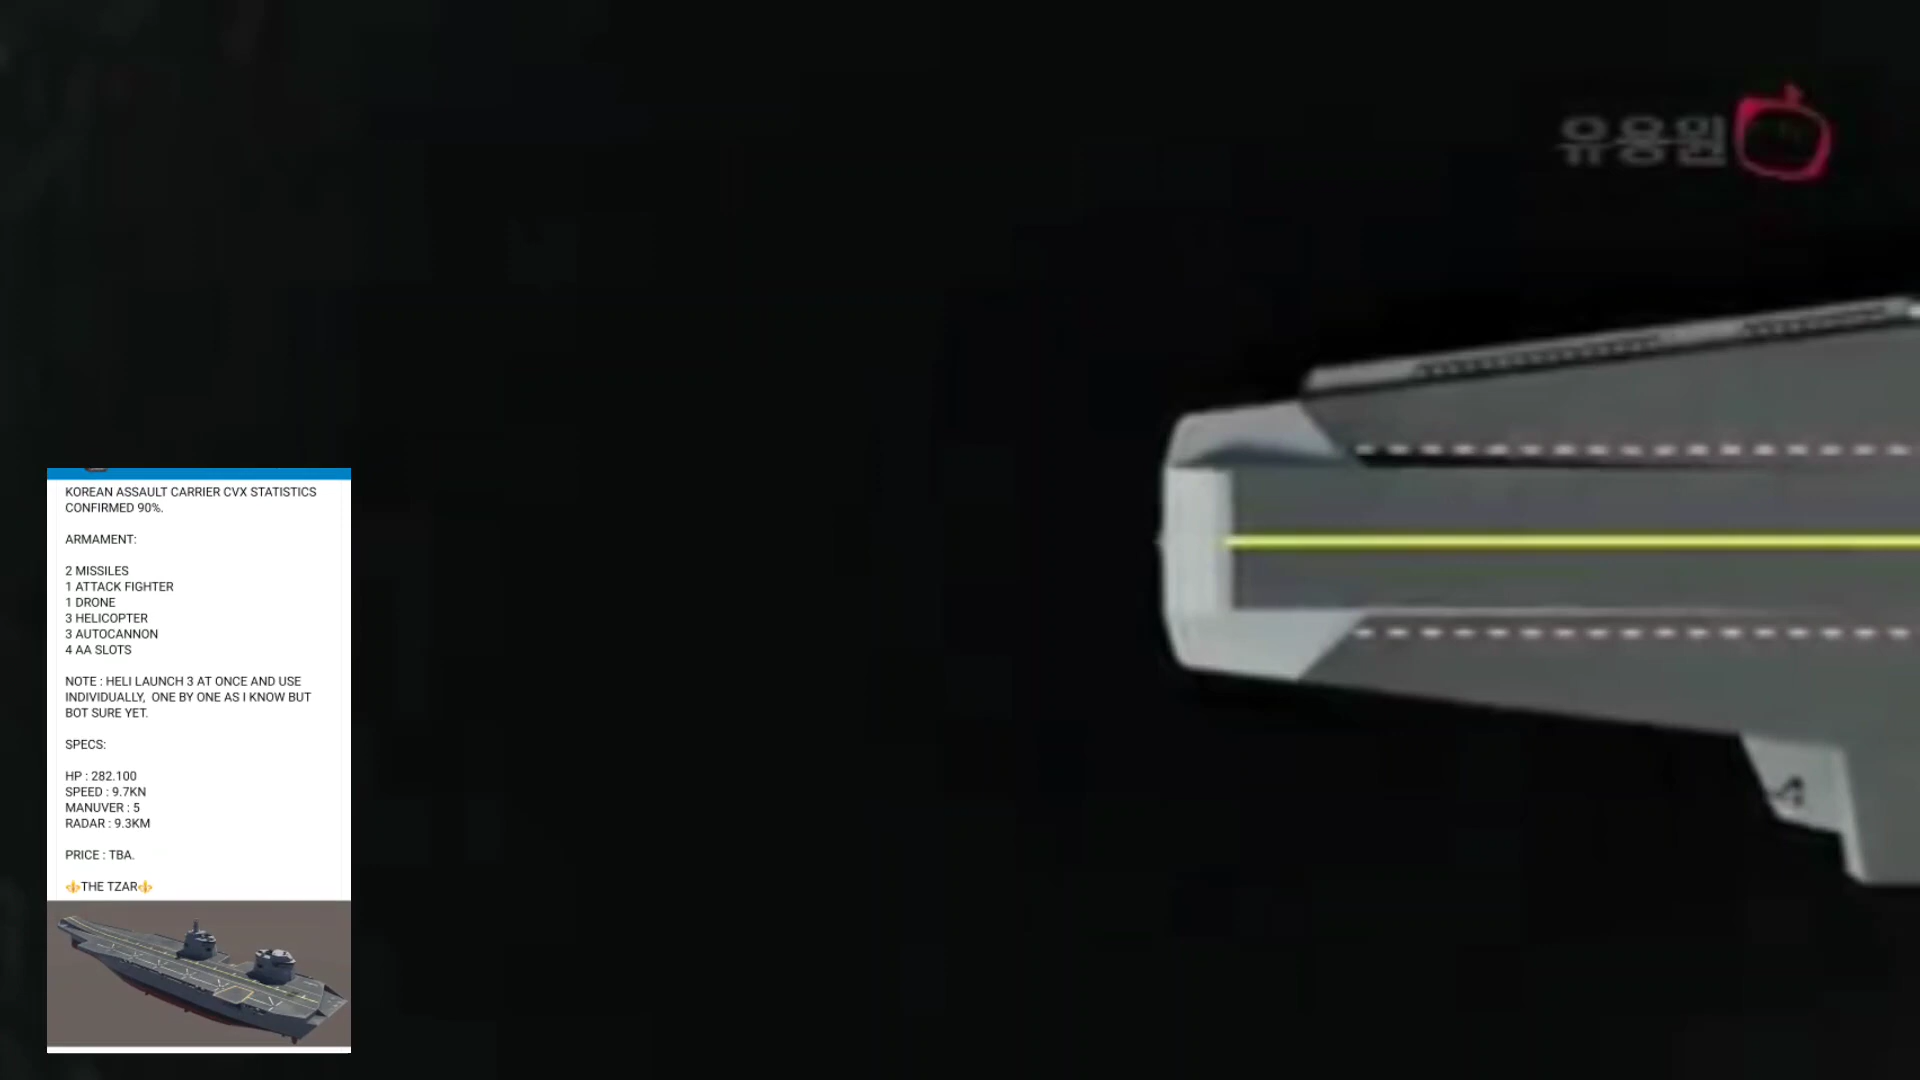 유용원
KOREAN ASSAULT CARRIER CVX STATISTICS
CONFIRMED 90%.
ARMAMENT:
2 MISSILES
1 ATTACK FIGHTER
1 DRONE
3 HELICOPTER
3 AUTOCANNON
4 AA SLOTS
NOTE : HELI LAUNCH 3 AT ONCE AND USE
INDIVIDUALLY, ONE BY ONE AS I KNOW BUT
BOT SURE YET.
SPECS:
HP : 282.100
SPEED : 9.7KN
MANUVER : 5
RADAR : 9.3KM
PRICE : TBA.
⚜️THE TZAR⚜️